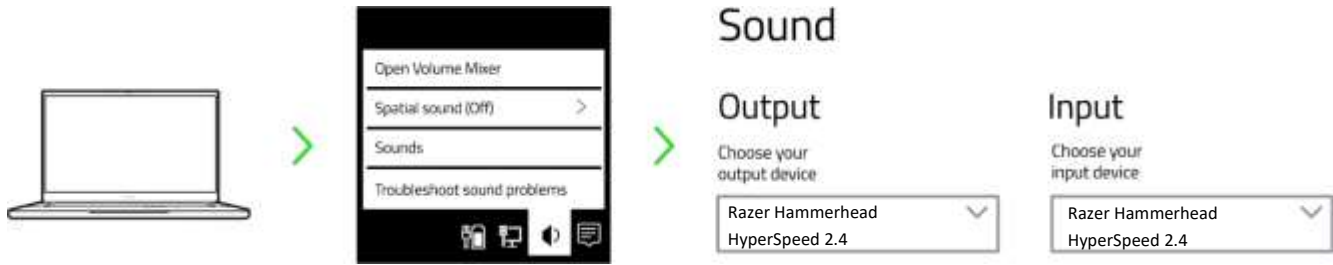 Open Volume Mixer
Spatial sound (Off)
Sounds
Troubleshoot sound problems
Sound
Output
Choose your
output device
Razer Hammerhead
HyperSpeed 2.4
Input
Choose your
input device
Razer Hammerhead
HyperSpeed 2.4